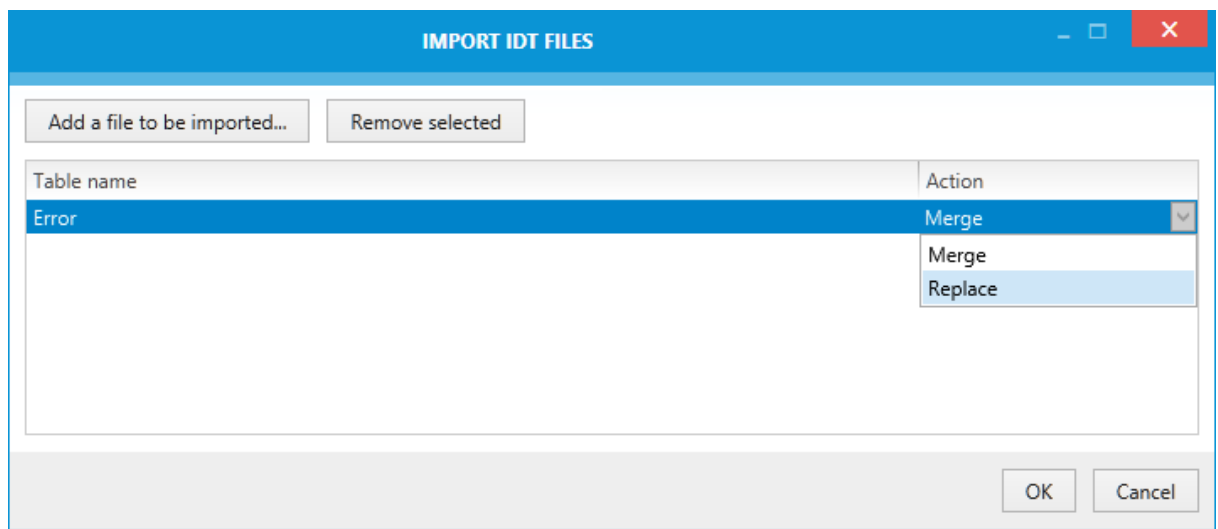 IMPORT IDT FILES
Add a file to be imported... Remove selected
Table name Action
Error Merge
Merge
Replace
OK Cancel